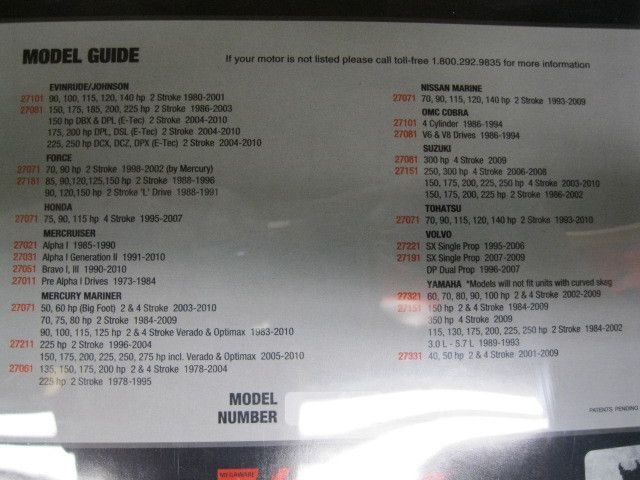 MODEL GUIDE
If your motor is not listed please call toll-free 1.800.292.9835 for more information
EVINRUDE/JOHNSON
27101 90, 100, 115, 120, 140 hp 2 Stroke 1980-2001
27081 150, 175, 185, 200, 225 hp 2 Stroke 1986-2003
150 hp DBX & DPL (E-Tec) 2 Stroke 2004-2010
175, 200 hp DPL, DSL (E-Tec) 2 Stroke 2004-2010
225, 250 hp DCX, DCZ, DPX (E-Tec) 2 Stroke 2004-2010
FORCE
27071 70, 90 hp 2 Stroke 1998-2002 (by Mercury)
27181 85, 90,120,125,150 hp 2 Stroke 1988-1996
90, 120,150 hp 2 Stroke 'L' Drive 1988-1991
HONDA
27071 75, 90, 115 hp 4 Stroke 1995-2007
MERCRUISER
27021 Alpha I 1985-1990
27031 Alpha I Generation II 1991-2010
27051 Bravo I, III 1990-2010
27011 Pre Alpha I Drives 1973-1984
MERCURY MARINER
27071 50, 60 hp (Big Foot) 2 & 4 Stroke 2003-2010
70, 75, 80 hp 2 Stroke 1984-2009
90, 100, 115, 125 hp 2 & 4 Stroke Verado & Optimax 1983-2010
27211 225 hp 2 Stroke 1996-2004
150, 175, 200, 225, 250, 275 hp incl. Verado & Optimax 2005-2010
27061 135, 150, 175, 200 hp 2 & 4 Stroke 1978-2004
225 hp 2 Stroke 1978-1995
NISSAN MARINE
27071 70, 90, 115, 120, 140 hp 2 Stroke 1993-2009
OMC COBRA
27101 4 Cylinder 1986-1994
27081 V6 & V8 Drives 1986-1994
SUZUKI
27061 300 hp 4 Stroke 2009
27151 250, 300 hp 4 Stroke 2006-2008
150, 175, 200, 225, 250 hp 4 Stroke 2003-2010
150, 175, 200, 225 hp 2 Stroke 1986-2002
TOHATSU
27071 70, 90, 115, 120, 140 hp 2 Stroke 1993-2010
VOLVO
27221 SX Single Prop 1995-2006
27191 SX Single Prop 2007-2009
DP Dual Prop 1996-2007
YAMAHA *Models will not fit units with curved skeg
27321 60, 70, 80, 90, 100 hp 2 & 4 Stroke 2002-2009
27151 150 hp 2 & 4 Stroke 1984-2009
350 hp 4 Stroke 2009
115, 130, 175, 200, 225, 250 hp 2 Stroke 1984-2002
3.0 L - 5.7 L 1989-1993
27331 40, 50 hp 2 & 4 Stroke 2001-2009
MODEL
NUMBER
PATENTS PENDING
MEGAWARE